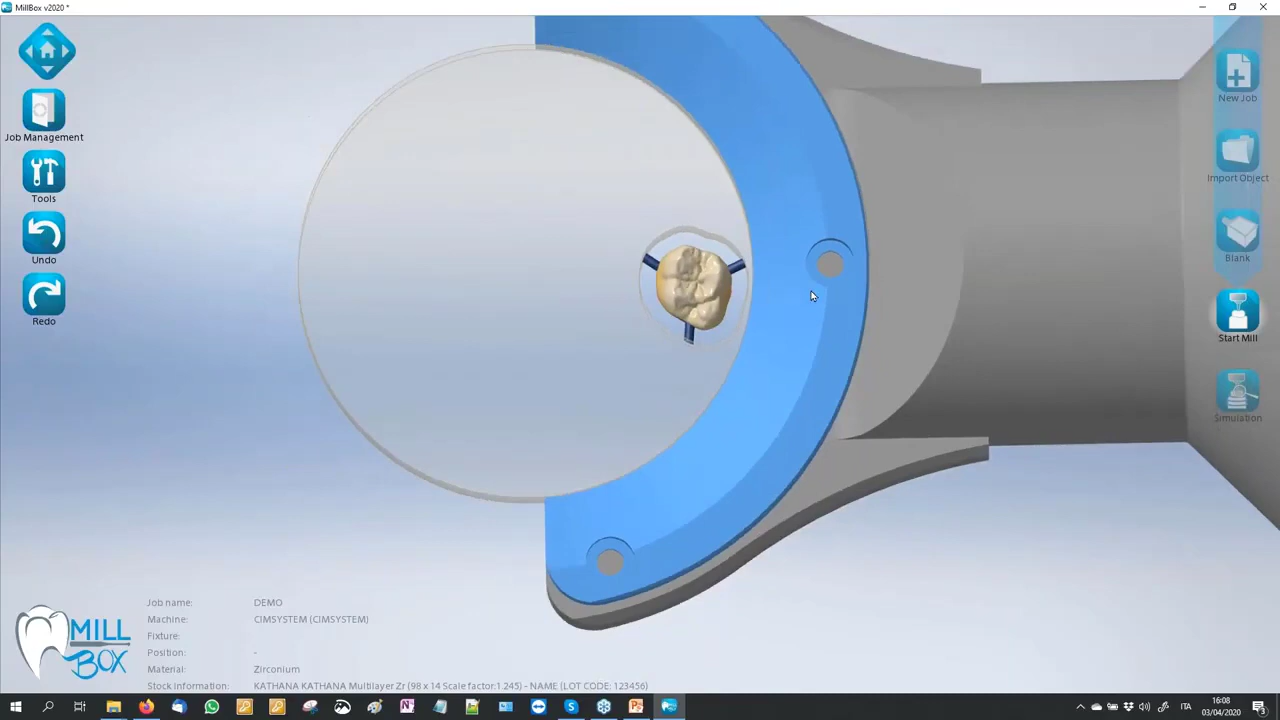 MillBox v2020 *
Job Management
Tools
Undo
Redo
New Job
Import Object
Blank
Start Mill
Simulation
MILL
BOX
Job name: DEMO
Machine: CIMSYSTEM (CIMSYSTEM)
Fixture:
Position: -
Material: Zirconium
Stock information: KATHANA KATHANA Multilayer Zr (98 x 14 Scale factor:1.245) - NAME (LOT CODE: 123456)
ITA
16:08
03/04/2020